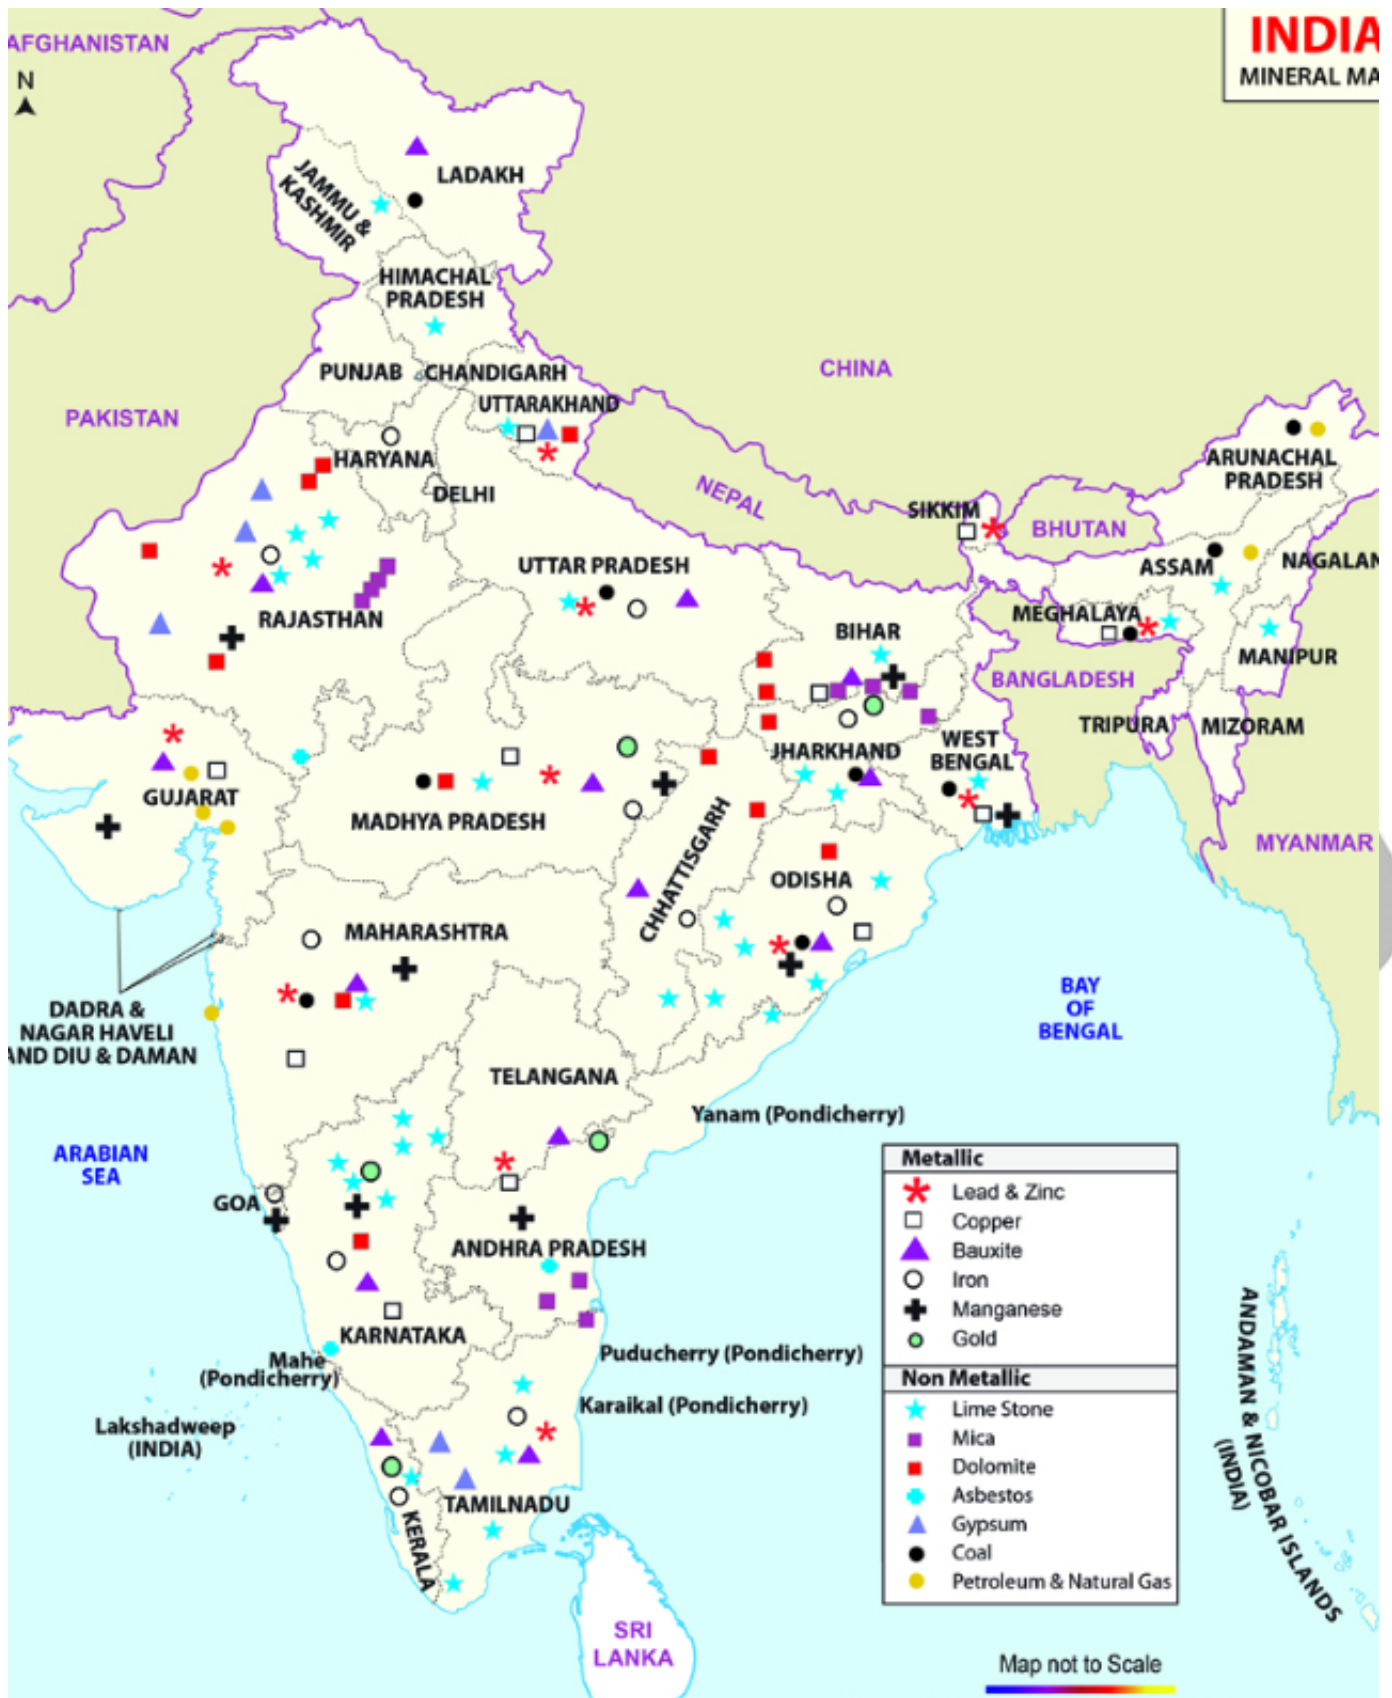 INDIA
MINERAL MA
AFGHANISTAN
N
LADAKH
JAMMU &
KASHMIR
HIMACHAL
PRADESH
PUNJAB
CHANDIGARH
CHINA
UTTARAKHAND
PAKISTAN
HARYANA
DELHI
NEPAL
ARUNACHAL
PRADESH
SIKKIM
BHUTAN
UTTAR PRADESH
ASSAM
NAGALAN
RAJASTHAN
MEGHALAYA
BIHAR
MANIPUR
BANGLADESH
TRIPURA
MIZORAM
JHARKHAND
WEST
BENGAL
GUJARAT
MADHYA PRADESH
CHHATTISGARH
MYANMAR
ODISHA
MAHARASHTRA
DADRA &
NAGAR HAVELI
AND DIU & DAMAN
BAY
OF
BENGAL
TELANGANA
Yanam (Pondicherry)
ARABIAN
SEA
GOA
ANDHRA PRADESH
KARNATAKA
Mahe
(Pondicherry)
Puducherry (Pondicherry)
Karaikal (Pondicherry)
Lakshadweep
(INDIA)
TAMILNADU
KERALA
SRI
LANKA
Metallic
Lead & Zinc
Copper
Bauxite
Iron
Manganese
Gold
Non Metallic
Lime Stone
Mica
Dolomite
Asbestos
Gypsum
Coal
Petroleum & Natural Gas
ANDAMAN & NICOBAR ISLANDS
(INDIA)
Map not to Scale